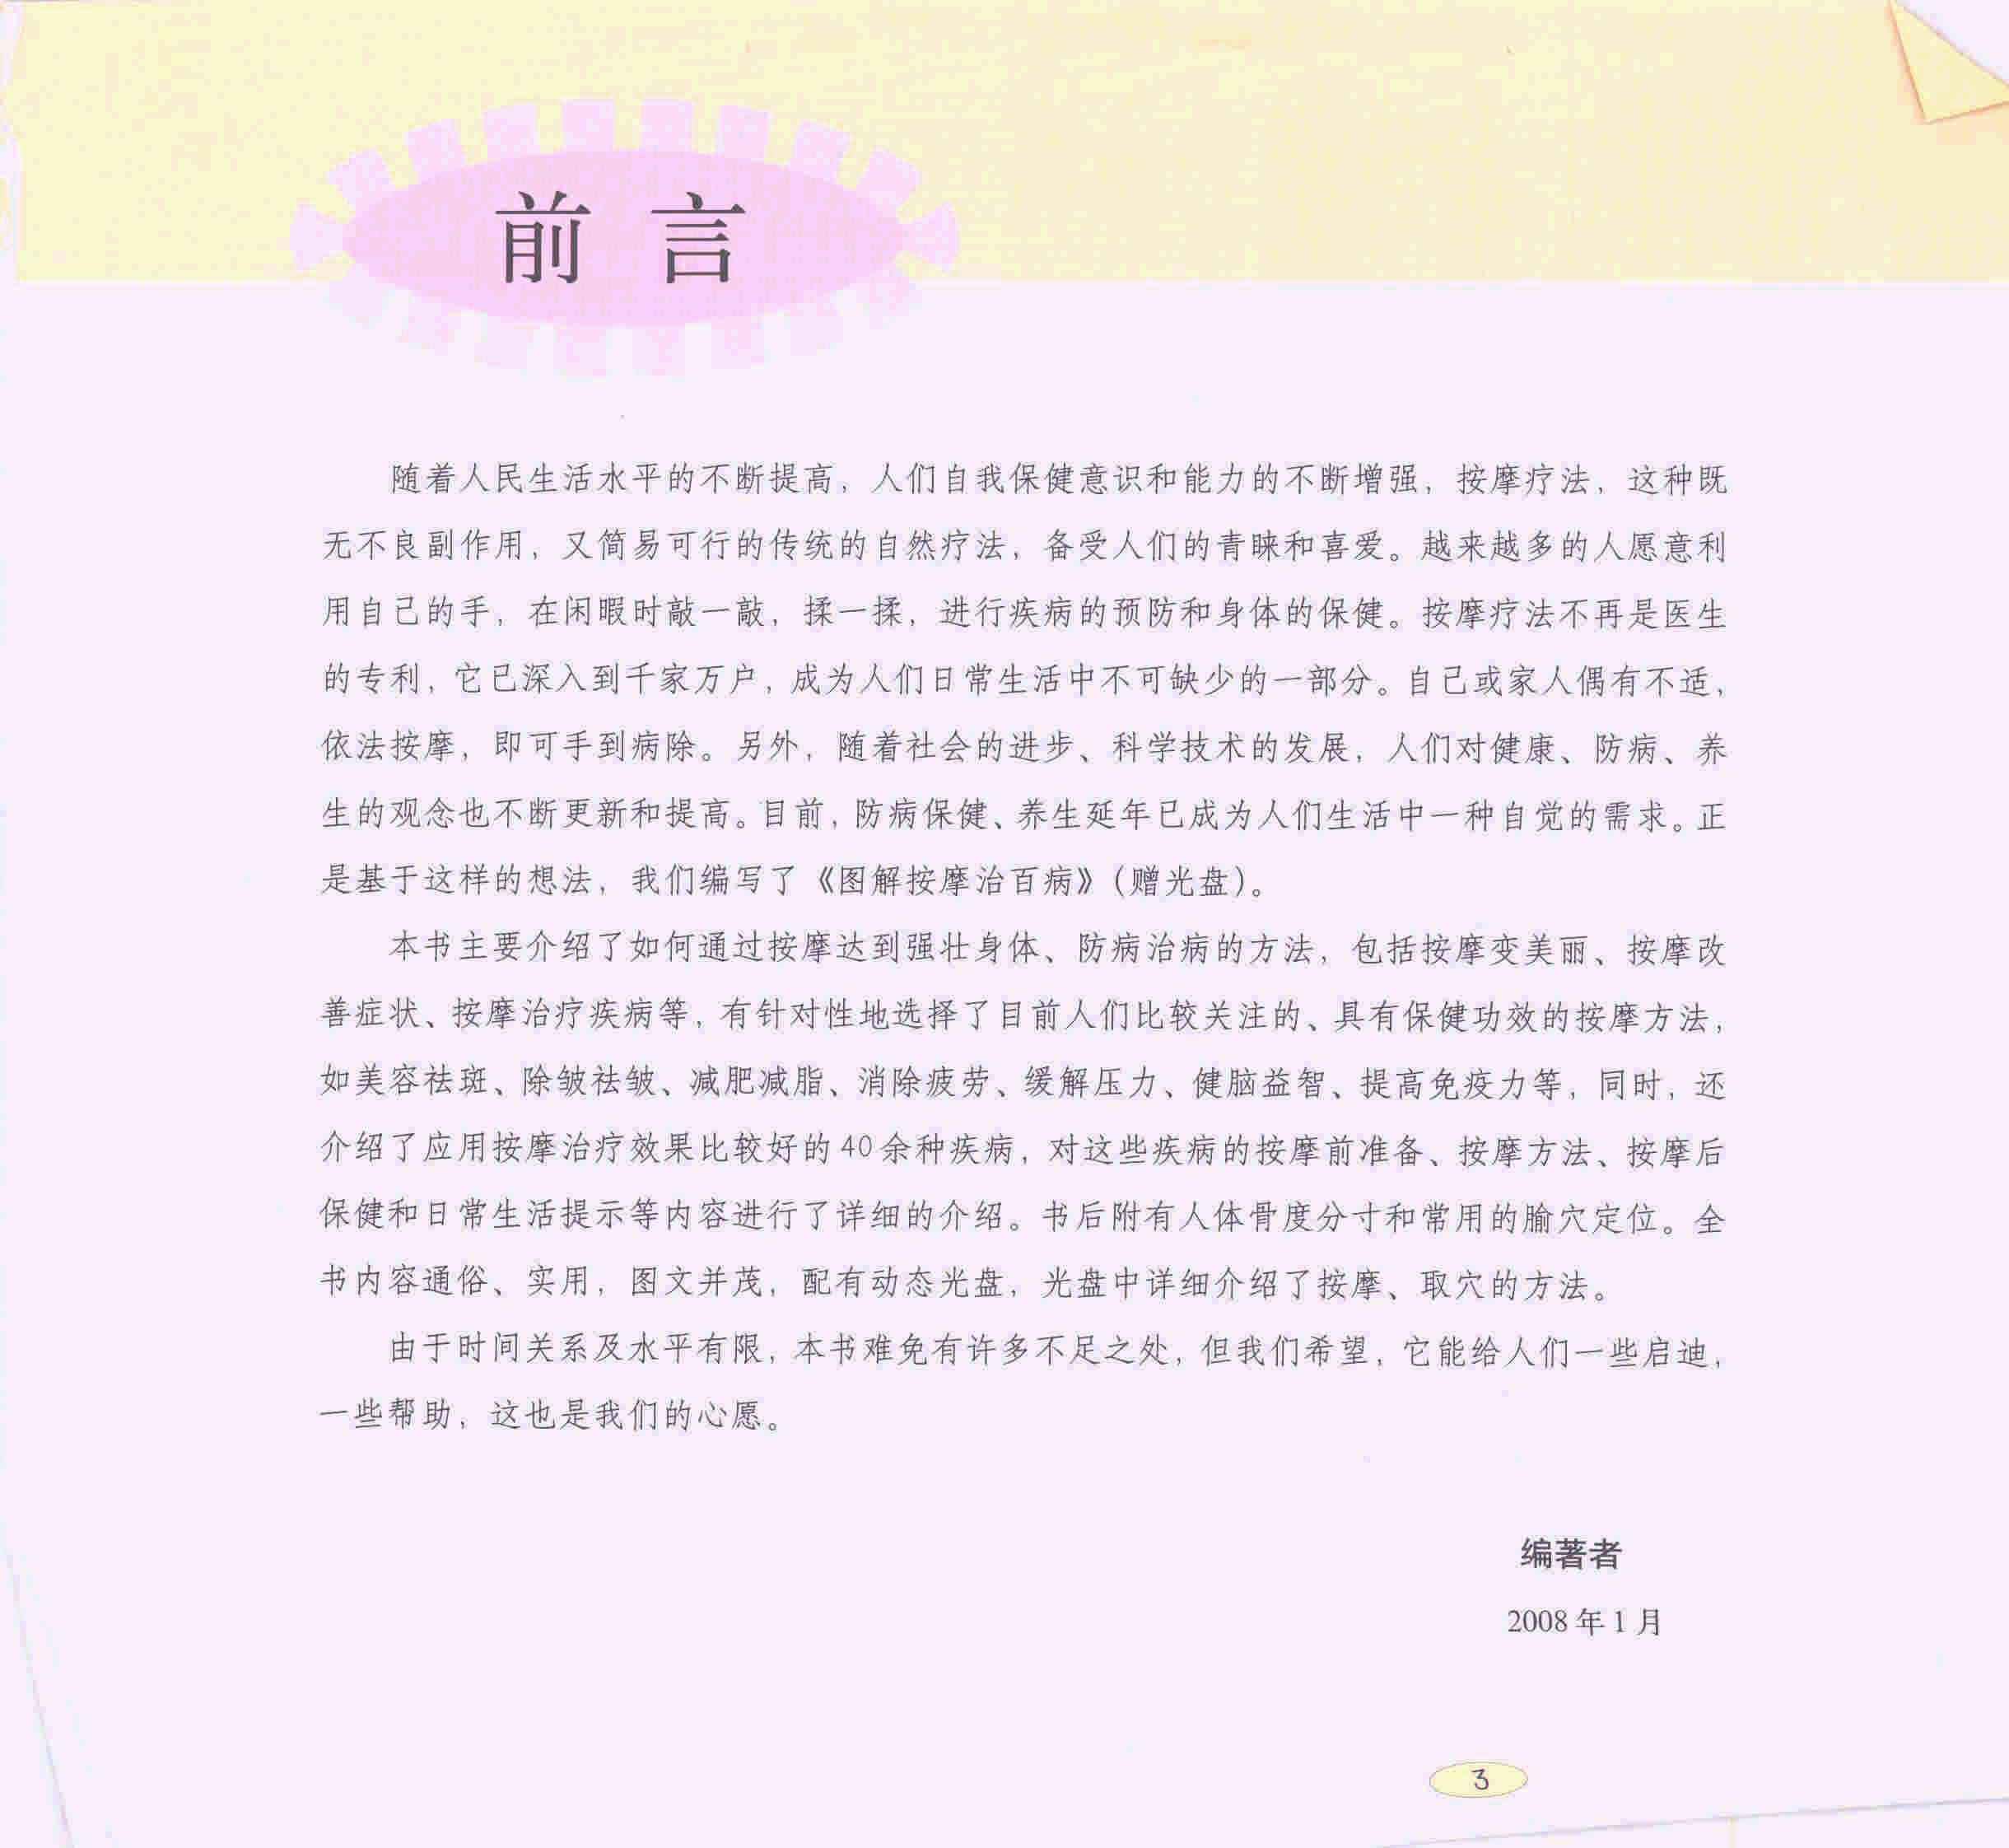 前言
随着人民生活水平的不断提高，人们自我保健意识和能力的不断增强，按摩疗法，这种既
无不良副作用，又简易可行的传统的自然疗法，备受人们的青睐和喜爱。越来越多的人愿意利
用自己的手，在闲暇时敲一敲，揉一揉，进行疾病的预防和身体的保健。按摩疗法不再是医生
的专利，它已深入到千家万户，成为人们日常生活中不可缺少的一部分。自己或家人偶有不适，
依法按摩，即可手到病除。另外，随着社会的进步、科学技术的发展，人们对健康、防病、养
生的观念也不断更新和提高。目前，防病保健、养生延年已成为人们生活中一种自觉的需求。正
是基于这样的想法，我们编写了《图解按摩治百病》（赠光盘）。
本书主要介绍了如何通过按摩达到强壮身体、防病治病的方法，包括按摩变美丽、按摩改
善症状、按摩治疗疾病等，有针对性地选择了目前人们比较关注的、具有保健功效的按摩方法，
如美容祛斑、除皱祛皱、减肥减脂、消除疲劳、缓解压力、健脑益智、提高免疫力等，同时，还
介绍了应用按摩治疗效果比较好的40余种疾病，对这些疾病的按摩前准备、按摩方法、按摩后
保健和日常生活提示等内容进行了详细的介绍。书后附有人体骨度分寸和常用的腧穴定位。全
书内容通俗、实用，图文并茂，配有动态光盘，光盘中详细介绍了按摩、取穴的方法。
由于时间关系及水平有限，本书难免有许多不足之处，但我们希望，它能给人们一些启迪，
一些帮助，这也是我们的心愿。
编著者
2008年1月
3